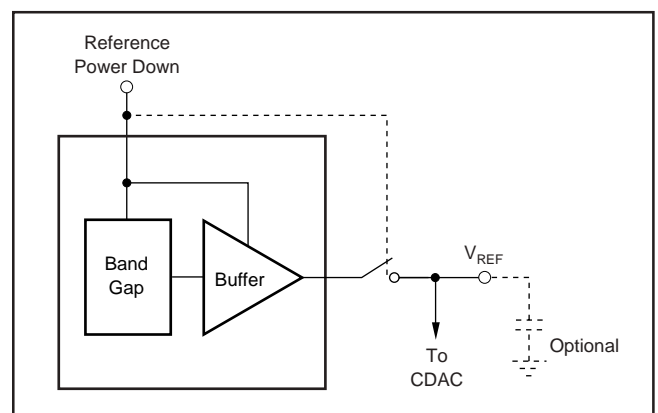 Reference
Power Down
Band
Gap
Buffer
VREF
To
CDAC
Optional